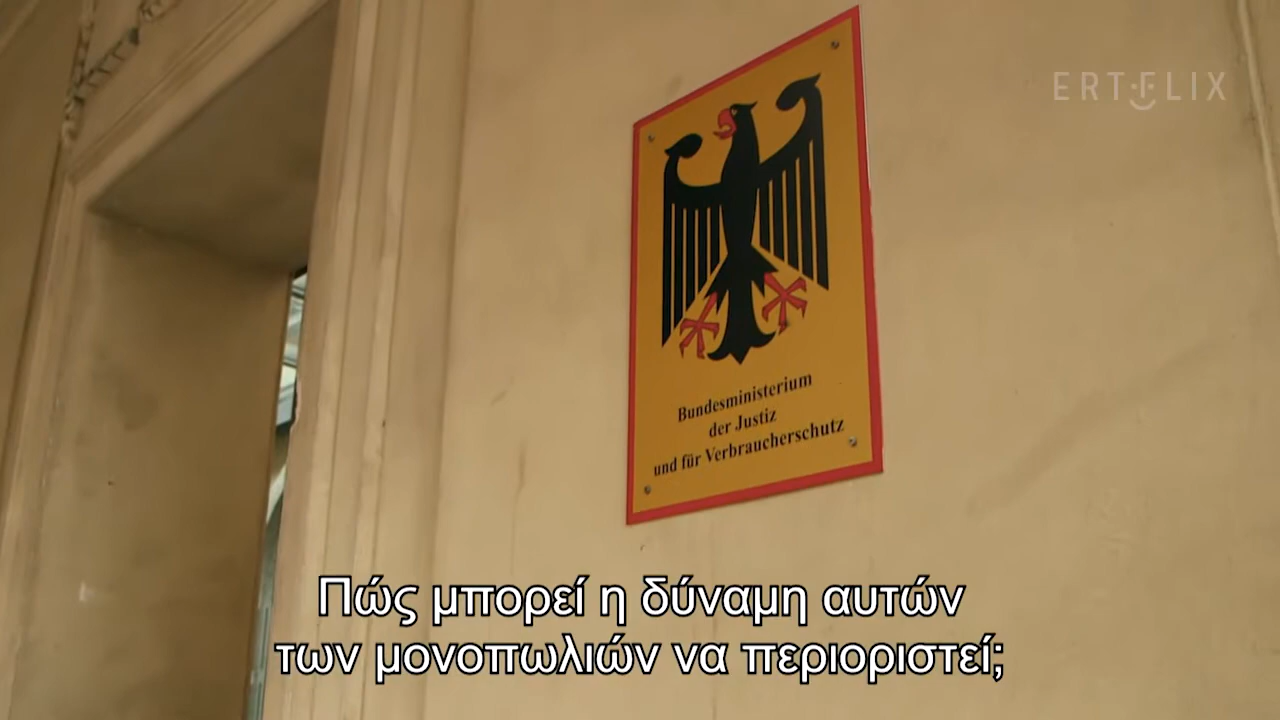 ERTFLIX
Bundesministerium
der Justiz
und für Verbraucherschutz
Πώς μπορεί η δύναμη αυτών
των μονοπωλιών να περιοριστεί;